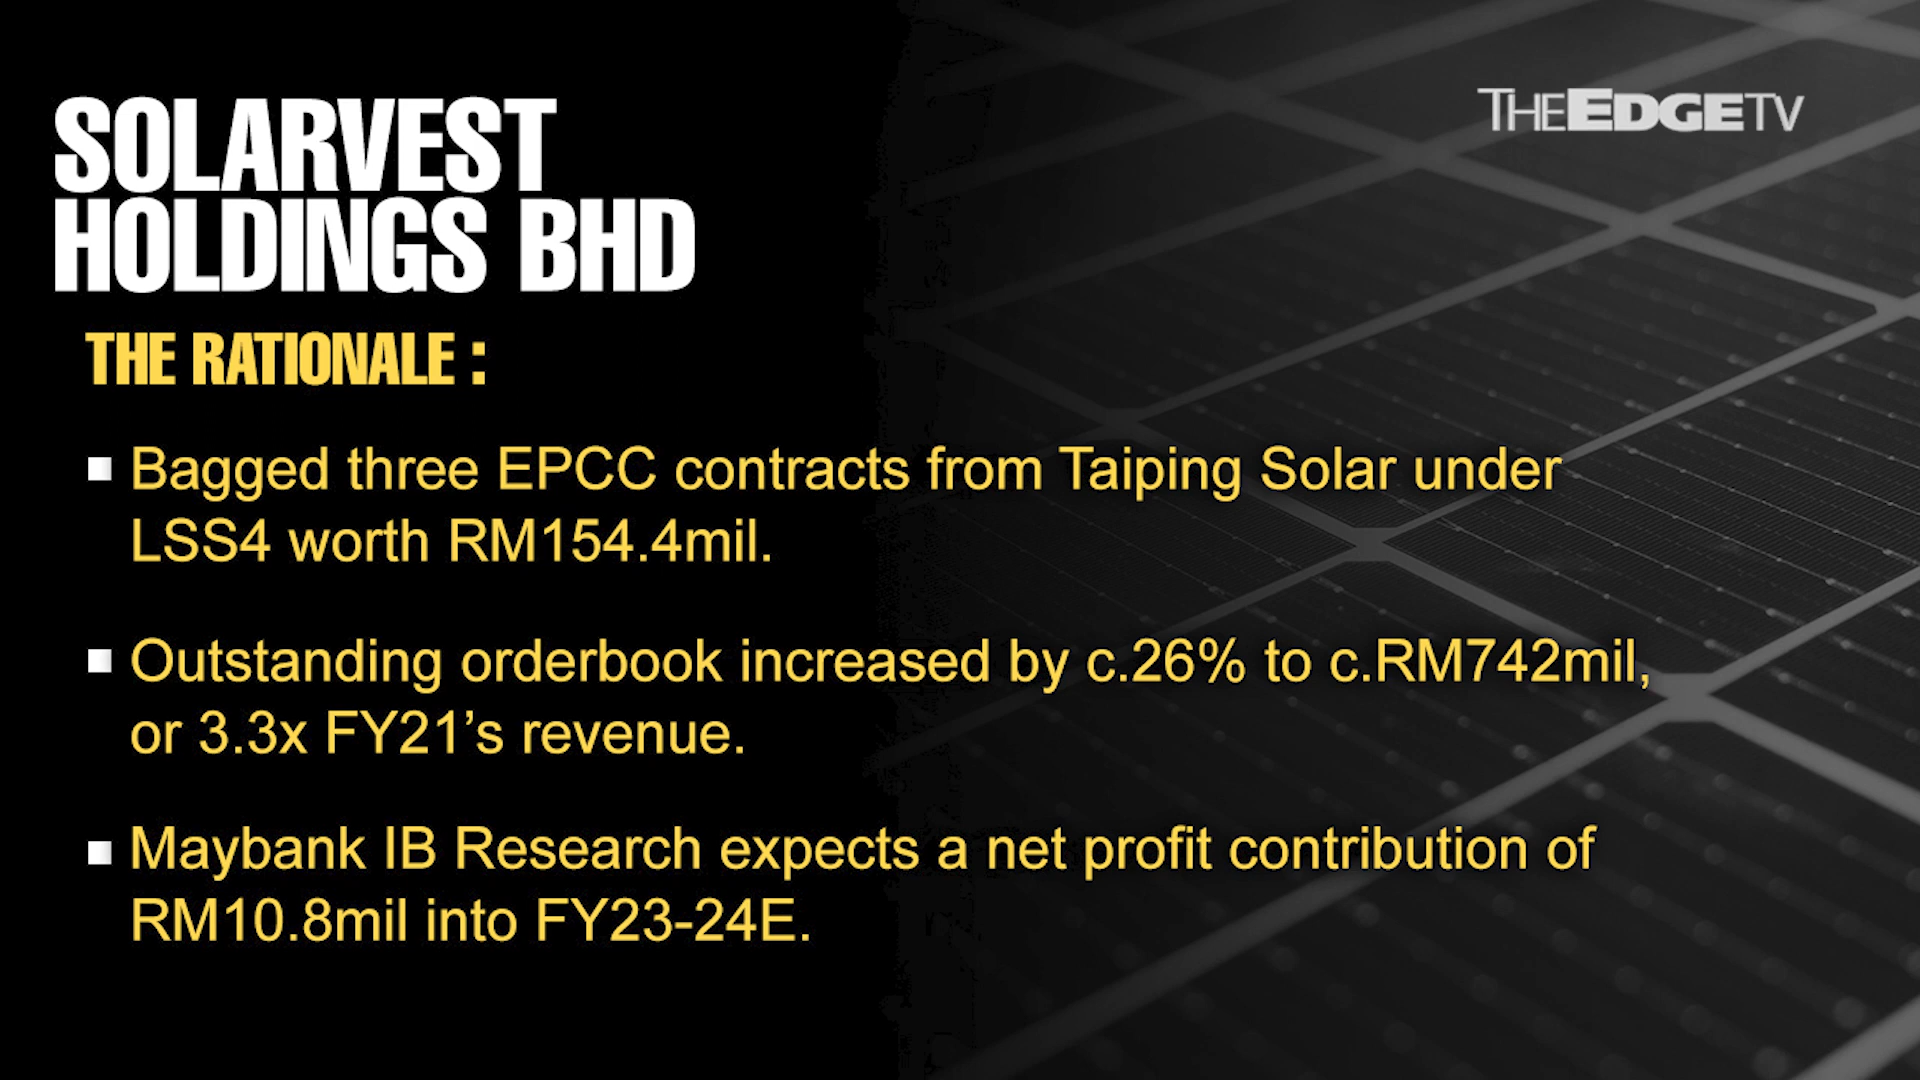 SOLARVEST
HOLDINGS BHD
THEEDGETV
THE RATIONALE :
Bagged three EPCC contracts from Taiping Solar under
LSS4 worth RM154.4mil.
Outstanding orderbook increased by c.26% to c.RM742mil,
or 3.3x FY21’s revenue.
Maybank IB Research expects a net profit contribution of
RM10.8mil into FY23-24E.